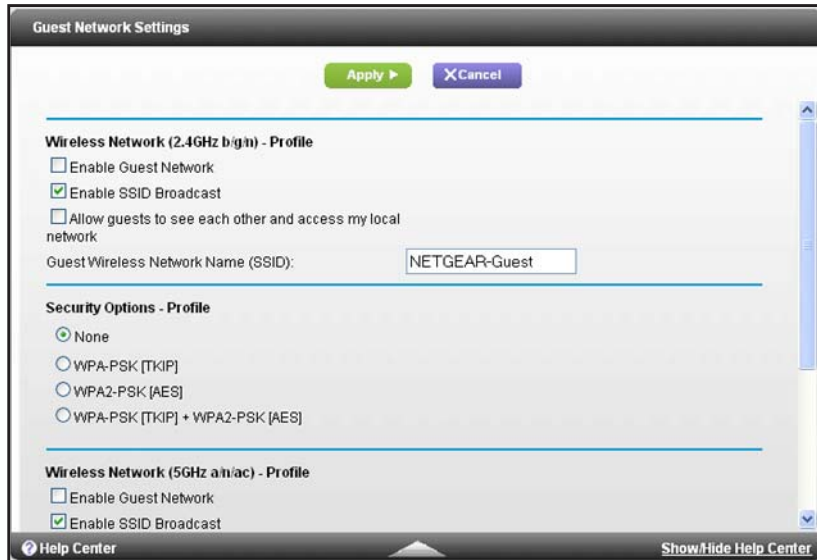 Guest Network Settings
Apply
Cancel
Wireless Network (2.4GHz b/g/n) - Profile
Enable Guest Network
Enable SSID Broadcast
Allow guests to see each other and access my local
network
Guest Wireless Network Name (SSID):
NETGEAR-Guest
Security Options - Profile
None
WPA-PSK [TKIP]
WPA2-PSK [AES]
WPA-PSK [TKIP] + WPA2-PSK [AES]
Wireless Network (5GHz a/n/ac) - Profile
Enable Guest Network
Enable SSID Broadcast
Help Center
Show/Hide Help Center